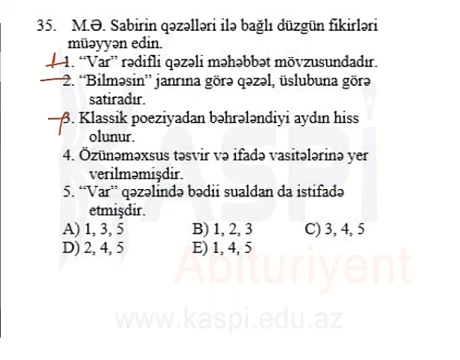 35. M.Ə. Sabirin qəzəlləri ilə bağlı düzgün fikirləri
müəyyən edin.
1. “Var” rədifli qəzəli məhəbbət mövzusundadır.
2. “Bilməsin” janrına görə qəzəl, üslubuna görə
satiradır.
3. Klassik poeziyadan bəhrələndiyi aydın hiss
olunur.
4. Özünəməxsus təsvir və ifadə vasitələrinə yer
verilməmişdir.
5. “Var” qəzəlində bədii sualdan da istifadə
etmişdir.
A) 1, 3, 5 B) 1, 2, 3 C) 3, 4, 5
D) 2, 4, 5 E) 1, 4, 5
KASPI
Abituriyent
www.kaspi.edu.az